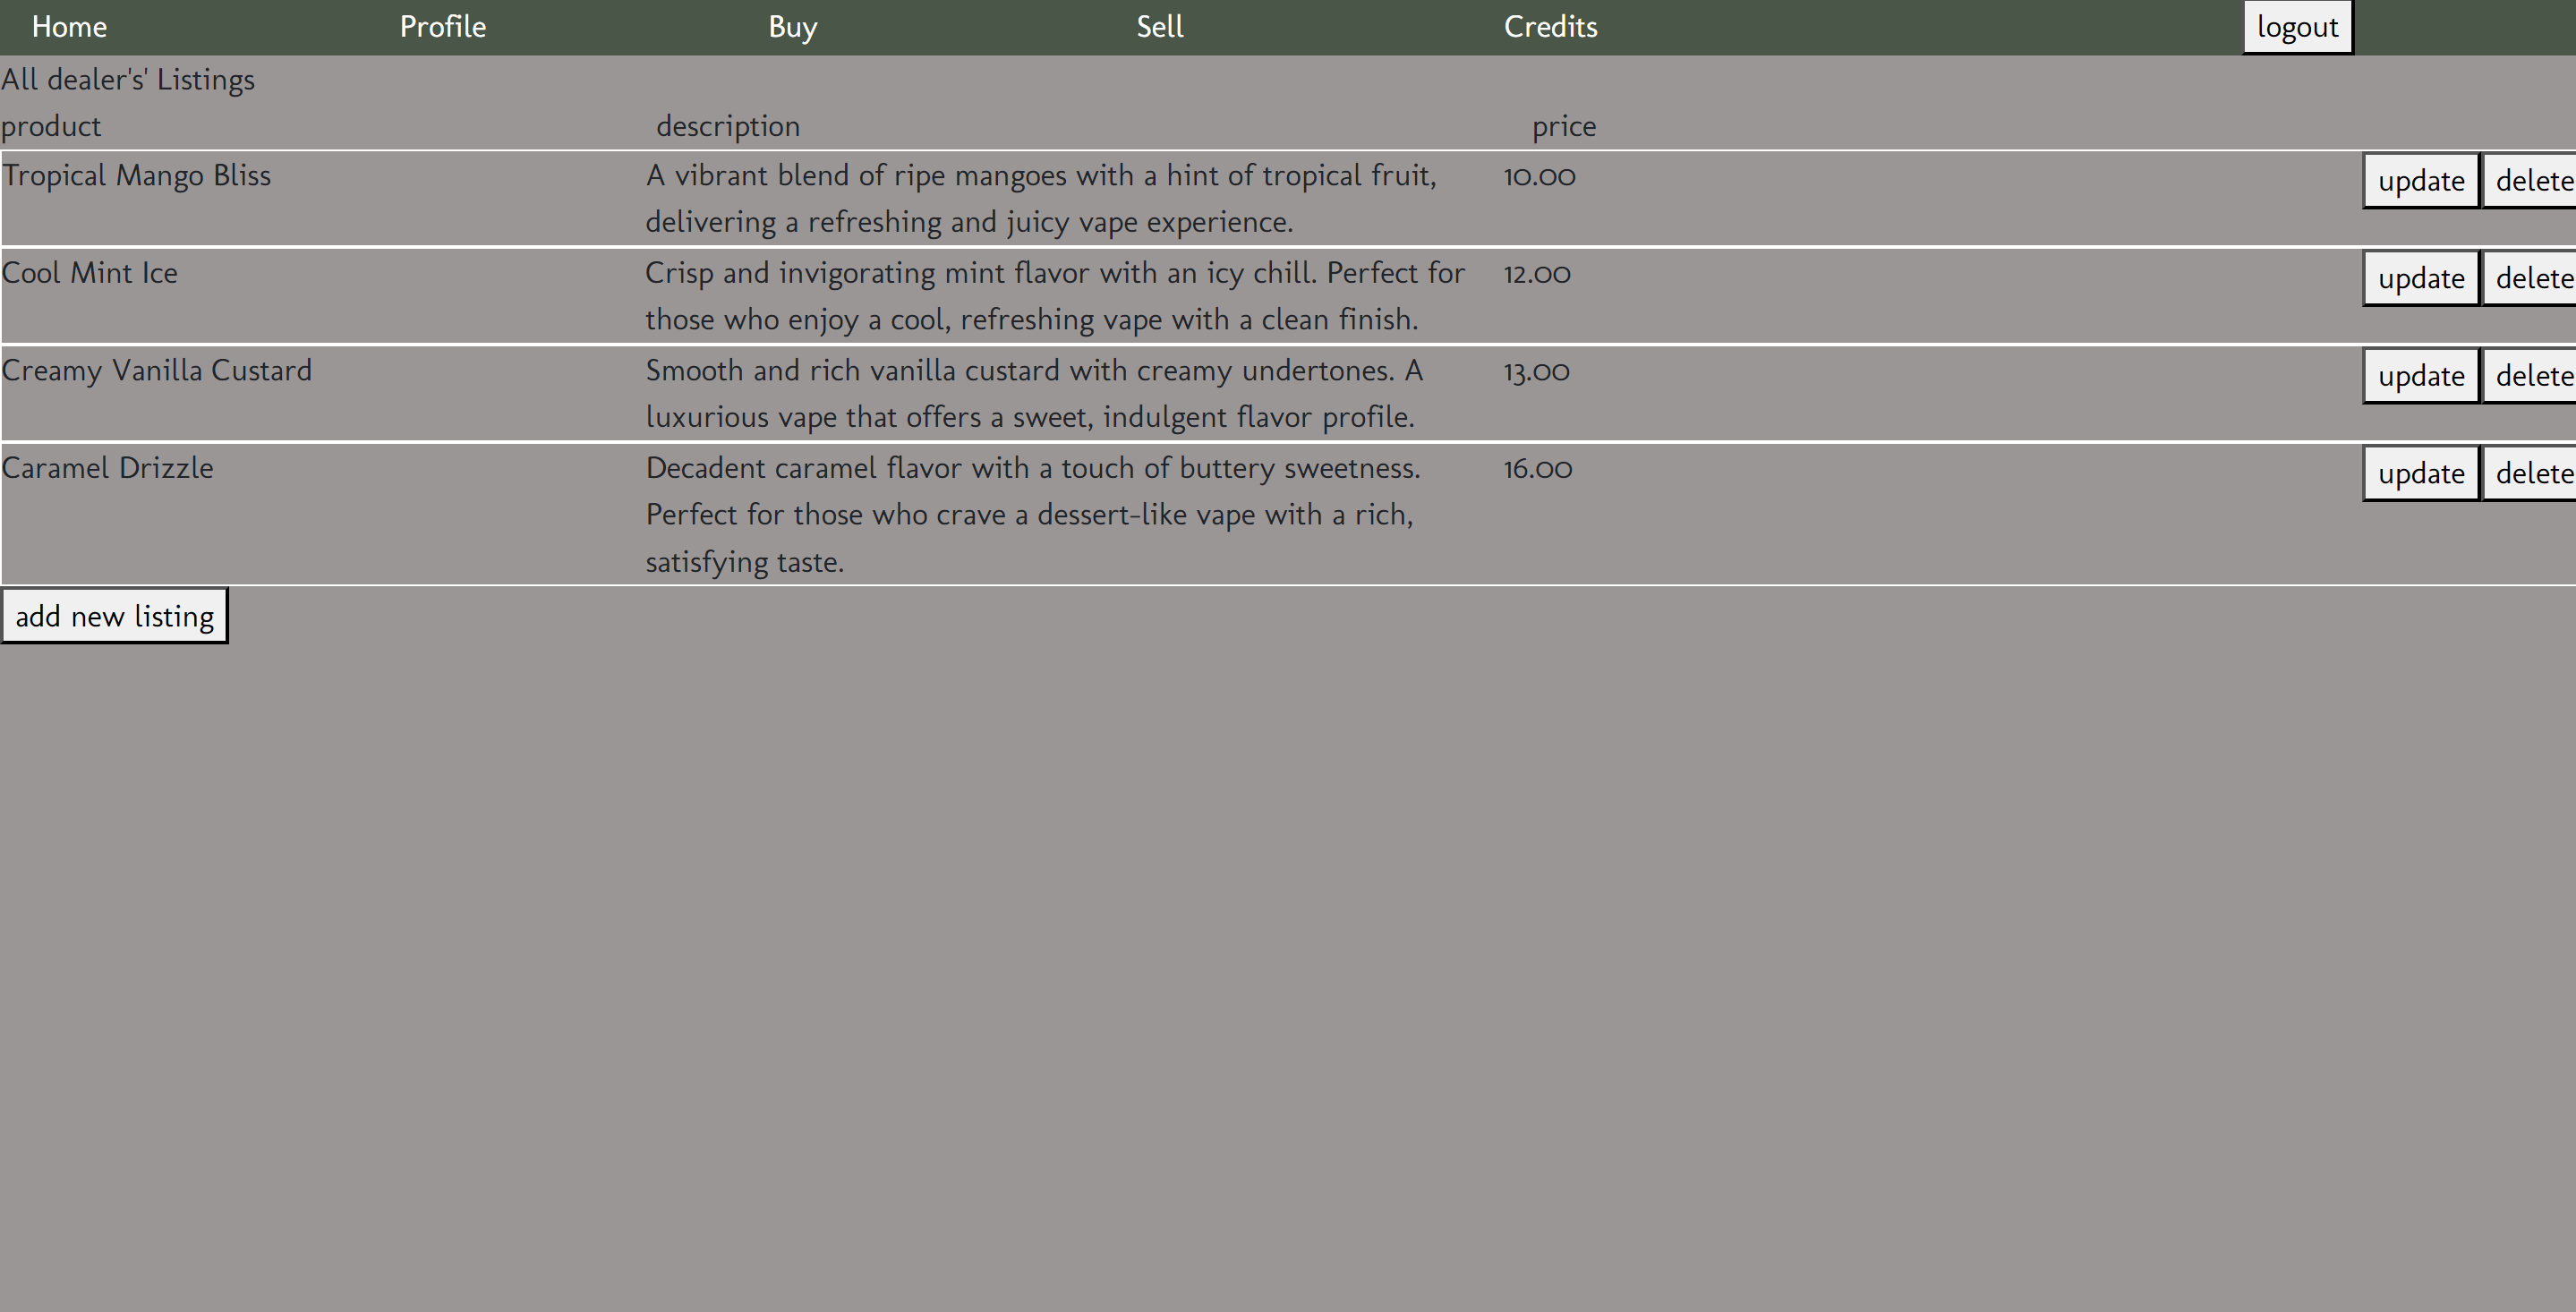 Home Profile Buy Sell Credits logout
All dealer's' Listings
product description price
Tropical Mango Bliss A vibrant blend of ripe mangoes with a hint of tropical fruit, 10.00 update delete
delivering a refreshing and juicy vape experience.
Cool Mint Ice Crisp and invigorating mint flavor with an icy chill. Perfect for 12.00 update delete
those who enjoy a cool, refreshing vape with a clean finish.
Creamy Vanilla Custard Smooth and rich vanilla custard with creamy undertones. A 13.00 update delete
luxurious vape that offers a sweet, indulgent flavor profile.
Caramel Drizzle Decadent caramel flavor with a touch of buttery sweetness. 16.00 update delete
Perfect for those who crave a dessert-like vape with a rich,
satisfying taste.
add new listing